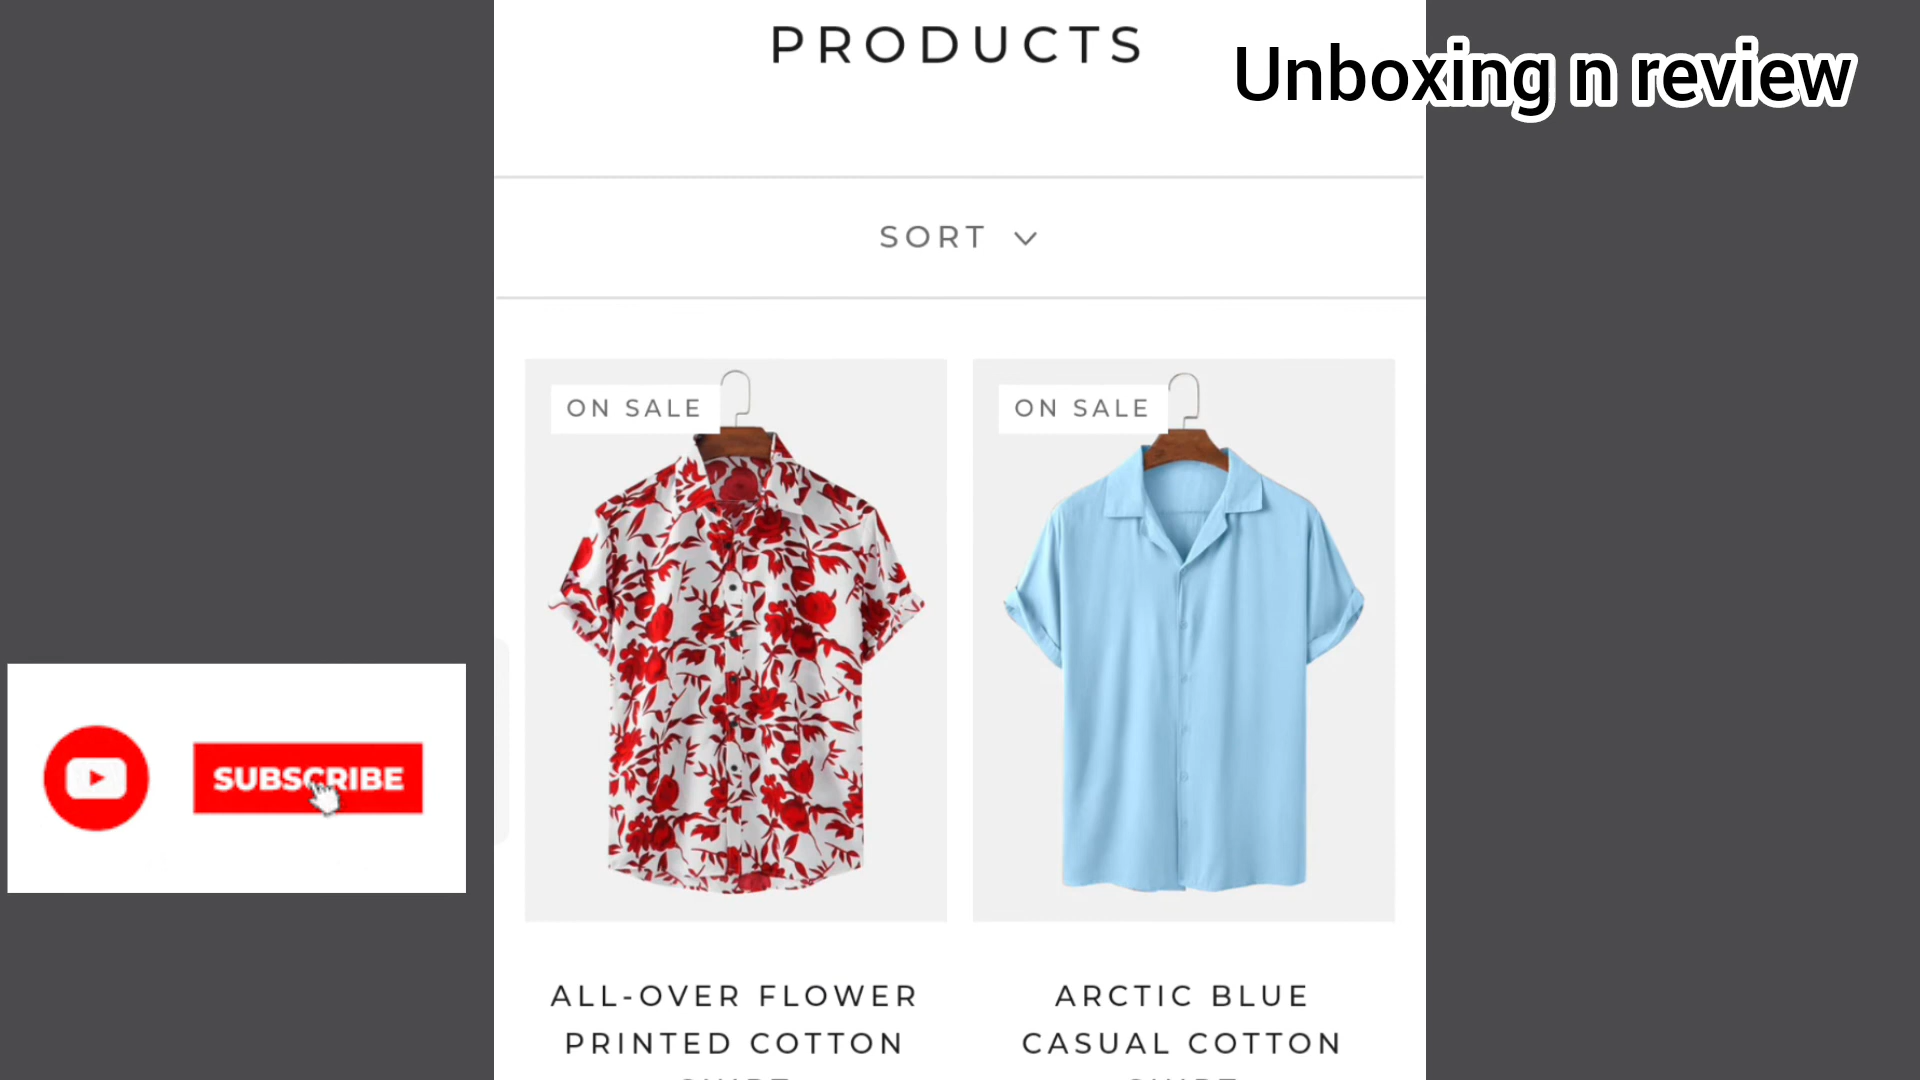 PRODUCTS
Unboxing n review
SORT
ON SALE
ON SALE
SUBSCRIBE
ALL-OVER FLOWER
PRINTED COTTON
ARCTIC BLUE
CASUAL COTTON